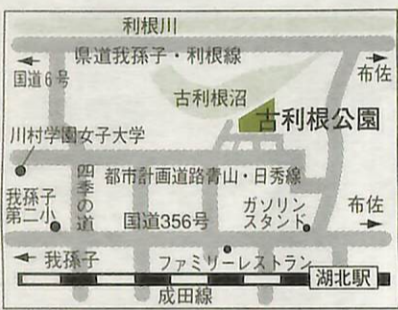 利根川
県道我孫子・利根線
国道6号
布佐
古利根沼
古利根公園
川村学園女子大学
四季の道
都市計画道路青山・日秀線
我孫子
第二小
国道356号
ガソリン
スタンド
布佐
我孫子
ファミリーレストラン
湖北駅
成田線